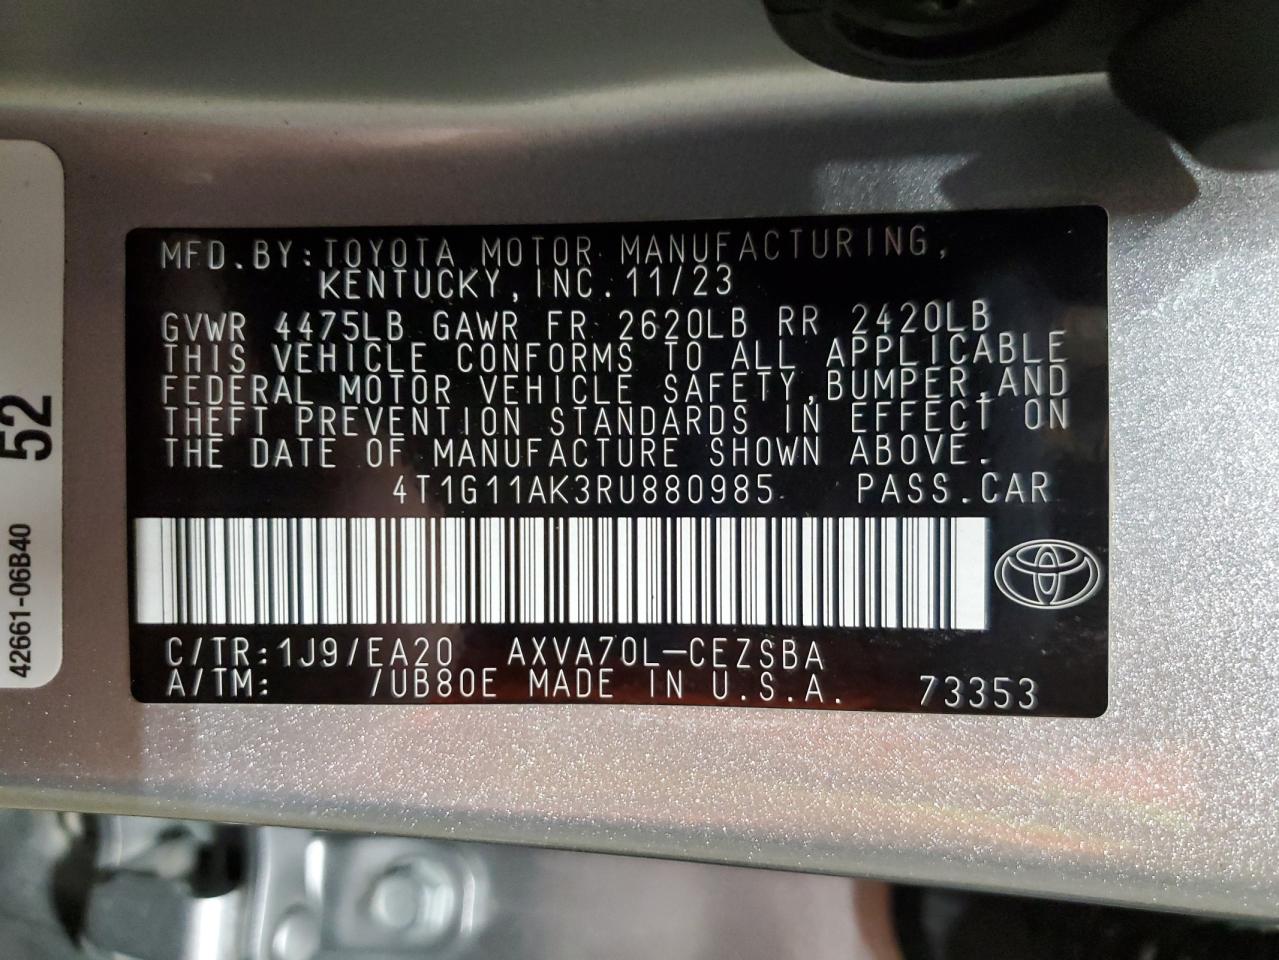 MFD.BY:TOYOTA MOTOR MANUFACTURING,
KENTUCKY,INC.11/23
GVWR 4475LB GAWR FR 2620LB RR 2420LB
THIS VEHICLE CONFORMS TO ALL APPLICABLE
FEDERAL MOTOR VEHICLE SAFETY,BUMPER,AND
THEFT PREVENTION STANDARDS IN EFFECT ON
THE DATE OF MANUFACTURE SHOWN ABOVE.
4T1G11AK3RU880985 PASS.CAR
C/TR:1J9/EA20 AXVA70L-CEZSBA
A/TM: /UB80E MADE IN U.S.A. 73353
52
42661-06B40